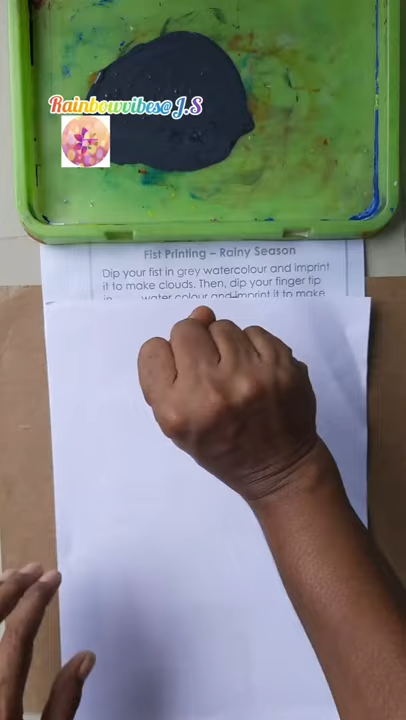 Rainbowvibes@J.S
Fist Printing – Rainy Season
Dip your fist in grey watercolour and imprint
it to make clouds. Then, dip your finger tip
in water colour and imprint it to make